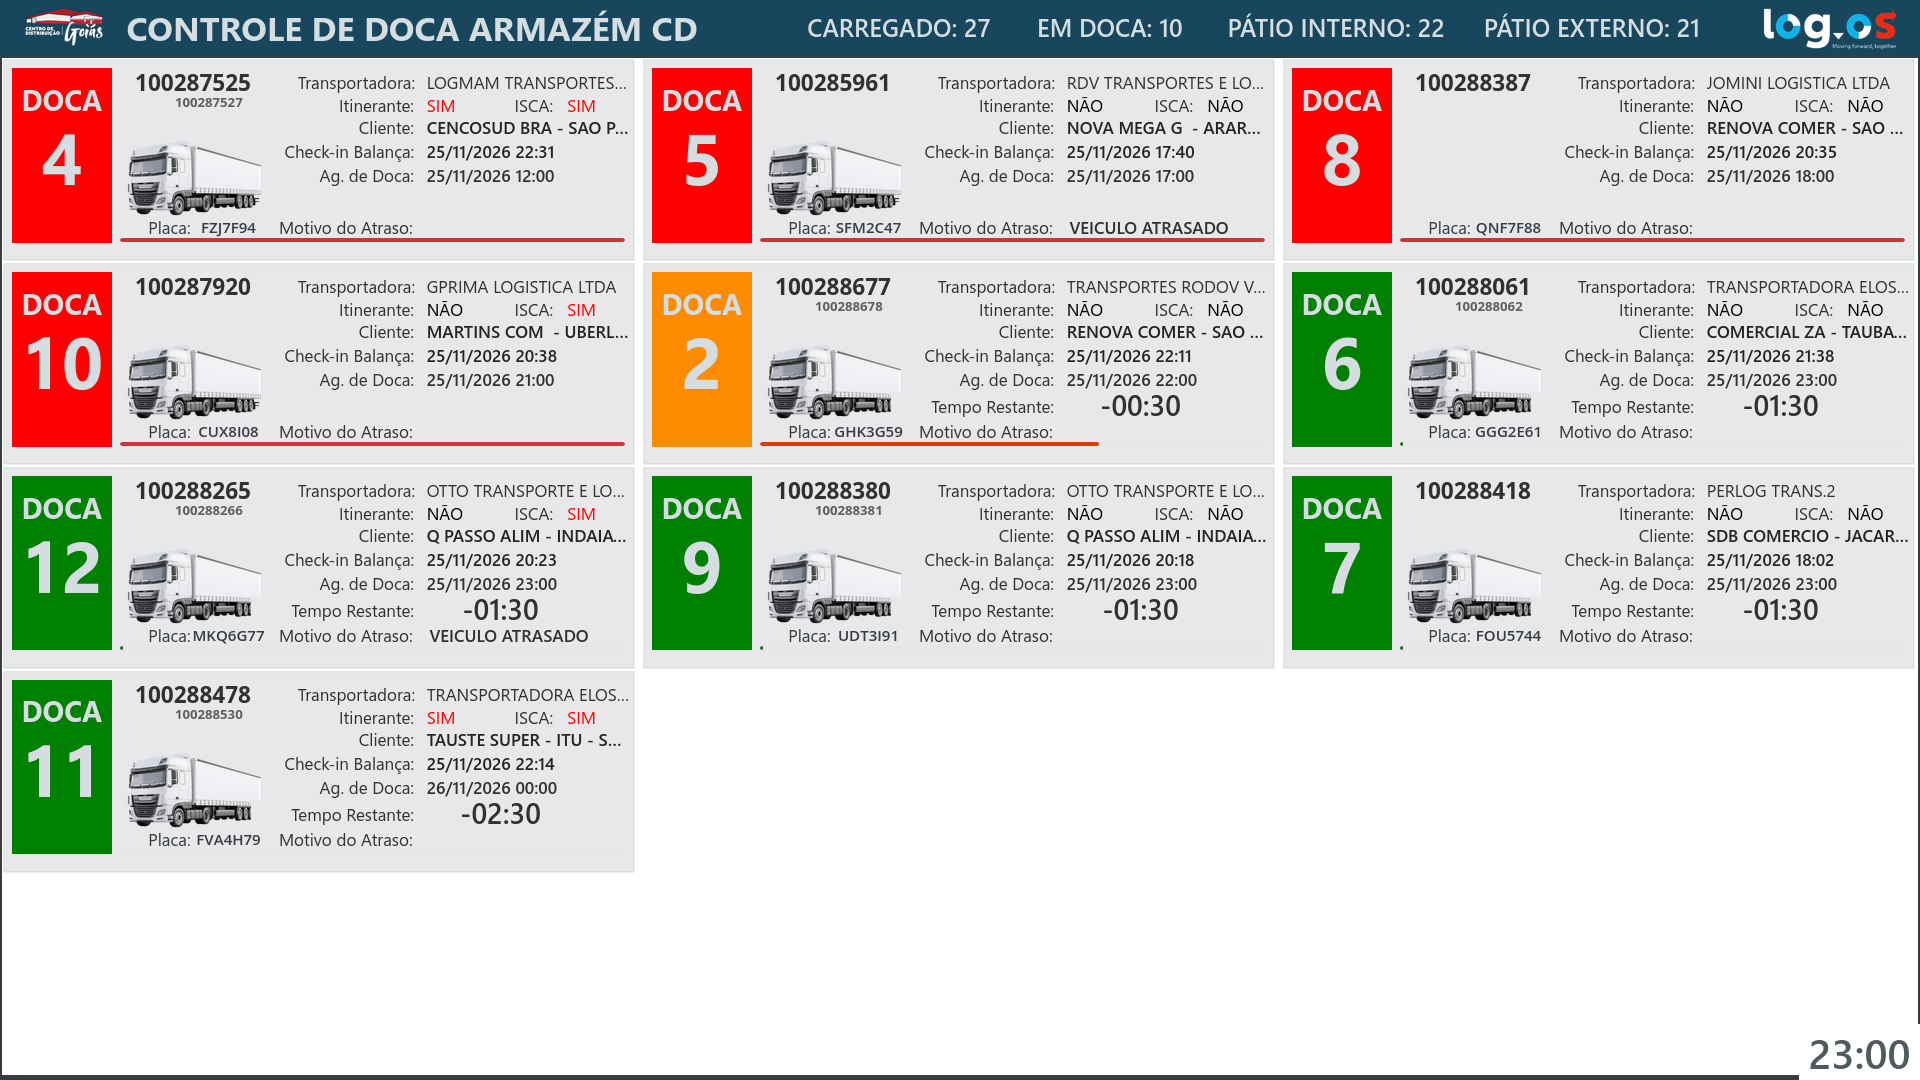 CENTRO DE DISTRIBUIÇÃO Goiás
CONTROLE DE DOCA ARMAZÉM CD
CARREGADO: 27
EM DOCA: 10
PÁTIO INTERNO: 22
PÁTIO EXTERNO: 21
log.os
Moving forward, together
DOCA
4
100287525
100287527
Transportadora: LOGMAM TRANSPORTES...
Itinerante: SIM ISCA: SIM
Cliente: CENCOSUD BRA - SAO P...
Check-in Balança: 25/11/2026 22:31
Ag. de Doca: 25/11/2026 12:00
Placa: FZJ7F94 Motivo do Atraso:
DOCA
5
100285961
Transportadora: RDV TRANSPORTES E LO...
Itinerante: NÃO ISCA: NÃO
Cliente: NOVA MEGA G - ARAR...
Check-in Balança: 25/11/2026 17:40
Ag. de Doca: 25/11/2026 17:00
Placa: SFM2C47 Motivo do Atraso: VEICULO ATRASADO
DOCA
8
100288387
Transportadora: JOMINI LOGISTICA LTDA
Itinerante: NÃO ISCA: NÃO
Cliente: RENOVA COMER - SAO ...
Check-in Balança: 25/11/2026 20:35
Ag. de Doca: 25/11/2026 18:00
Placa: QNF7F88 Motivo do Atraso:
DOCA
10
100287920
Transportadora: GPRIMA LOGISTICA LTDA
Itinerante: NÃO ISCA: SIM
Cliente: MARTINS COM - UBERL...
Check-in Balança: 25/11/2026 20:38
Ag. de Doca: 25/11/2026 21:00
Placa: CUX8I08 Motivo do Atraso:
DOCA
2
100288677
100288678
Transportadora: TRANSPORTES RODOV V...
Itinerante: NÃO ISCA: NÃO
Cliente: RENOVA COMER - SAO ...
Check-in Balança: 25/11/2026 22:11
Ag. de Doca: 25/11/2026 22:00
Tempo Restante: -00:30
Placa: GHK3G59 Motivo do Atraso:
DOCA
6
100288061
100288062
Transportadora: TRANSPORTADORA ELOS...
Itinerante: NÃO ISCA: NÃO
Cliente: COMERCIAL ZA - TAUBA...
Check-in Balança: 25/11/2026 21:38
Ag. de Doca: 25/11/2026 23:00
Tempo Restante: -01:30
Placa: GGG2E61 Motivo do Atraso:
DOCA
12
100288265
100288266
Transportadora: OTTO TRANSPORTE E LO...
Itinerante: NÃO ISCA: SIM
Cliente: Q PASSO ALIM - INDAIA...
Check-in Balança: 25/11/2026 20:23
Ag. de Doca: 25/11/2026 23:00
Tempo Restante: -01:30
Placa: MKQ6G77 Motivo do Atraso: VEICULO ATRASADO
DOCA
9
100288380
100288381
Transportadora: OTTO TRANSPORTE E LO...
Itinerante: NÃO ISCA: NÃO
Cliente: Q PASSO ALIM - INDAIA...
Check-in Balança: 25/11/2026 20:18
Ag. de Doca: 25/11/2026 23:00
Tempo Restante: -01:30
Placa: UDT3I91 Motivo do Atraso:
DOCA
7
100288418
Transportadora: PERLOG TRANS.2
Itinerante: NÃO ISCA: NÃO
Cliente: SDB COMERCIO - JACAR...
Check-in Balança: 25/11/2026 18:02
Ag. de Doca: 25/11/2026 23:00
Tempo Restante: -01:30
Placa: FOU5744 Motivo do Atraso:
DOCA
11
100288478
100288530
Transportadora: TRANSPORTADORA ELOS...
Itinerante: SIM ISCA: SIM
Cliente: TAUSTE SUPER - ITU - S...
Check-in Balança: 25/11/2026 22:14
Ag. de Doca: 26/11/2026 00:00
Tempo Restante: -02:30
Placa: FVA4H79 Motivo do Atraso:
23:00